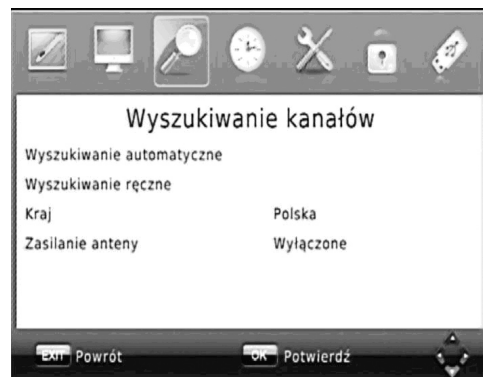 Wyszukiwanie kanałów
Wyszukiwanie automatyczne
Wyszukiwanie ręczne
Kraj Polska
Zasilanie anteny Wyłączone
EXIT Powrót OK Potwierdź